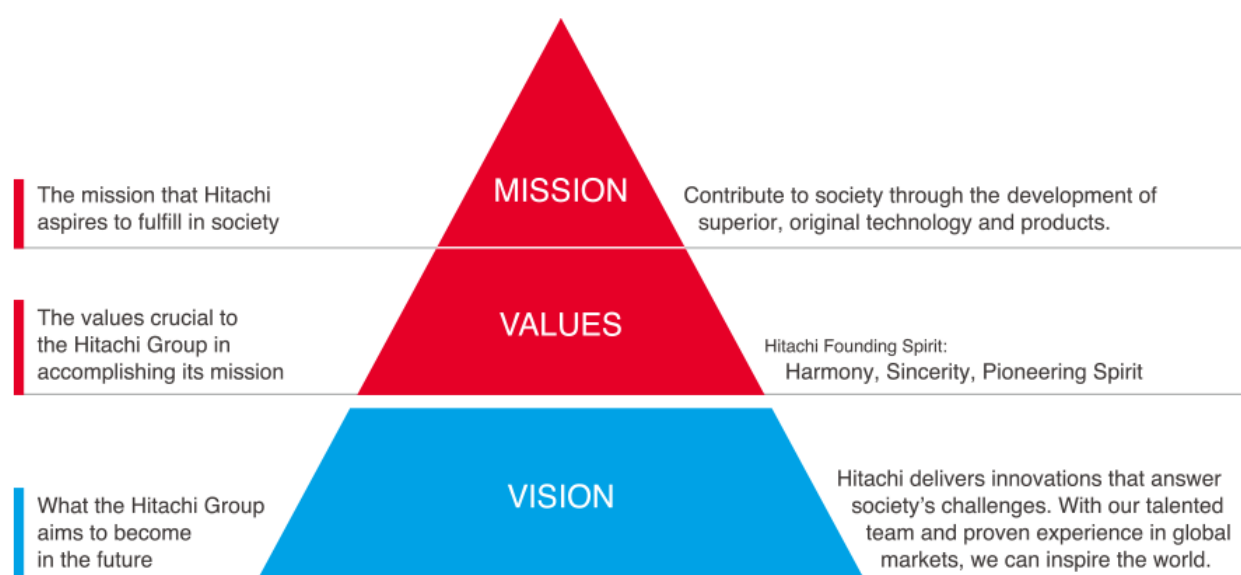 The mission that Hitachi
aspires to fulfill in society
MISSION
Contribute to society through the development of
superior, original technology and products.
The values crucial to
the Hitachi Group in
accomplishing its mission
VALUES
Hitachi Founding Spirit:
Harmony, Sincerity, Pioneering Spirit
What the Hitachi Group
aims to become
in the future
VISION
Hitachi delivers innovations that answer
society’s challenges. With our talented
team and proven experience in global
markets, we can inspire the world.